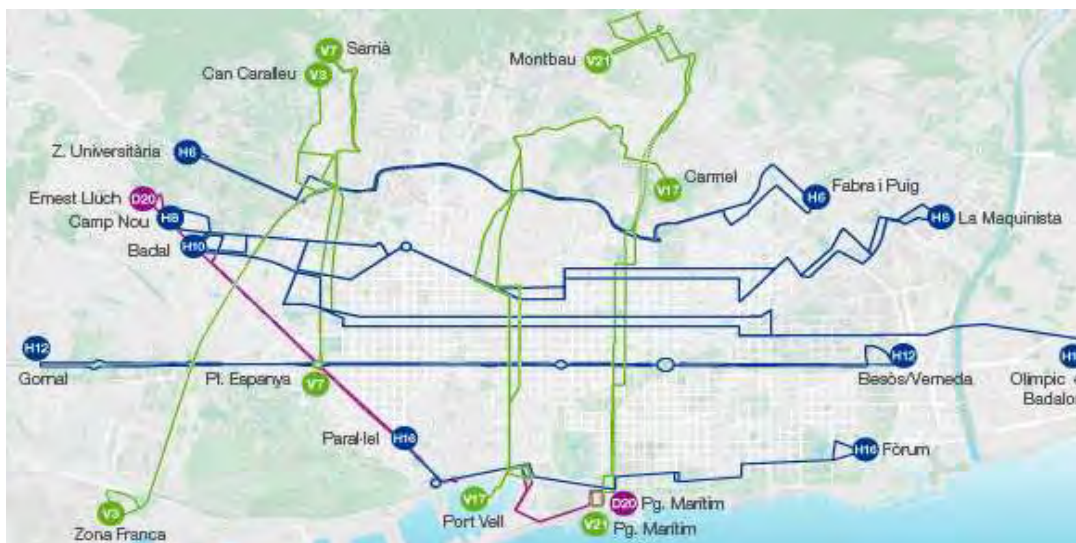 V7 Sarrià
Can Caralleu V3
Montbau V21
Z. Universitària H6
Carmel V17
H6 Fabra i Puig
Ernest Lluch D20
Camp Nou H8
H6 La Maquinista
Badal H10
H12 Gornal
Pl. Espanya V7
H12 Besòs/Verneda
Olímpic
Badalon
Paral·lel H16
H16 Fòrum
V3 Zona Franca
V17 Port Vell
D20 Pg. Marítim
V21 Pg. Marítim